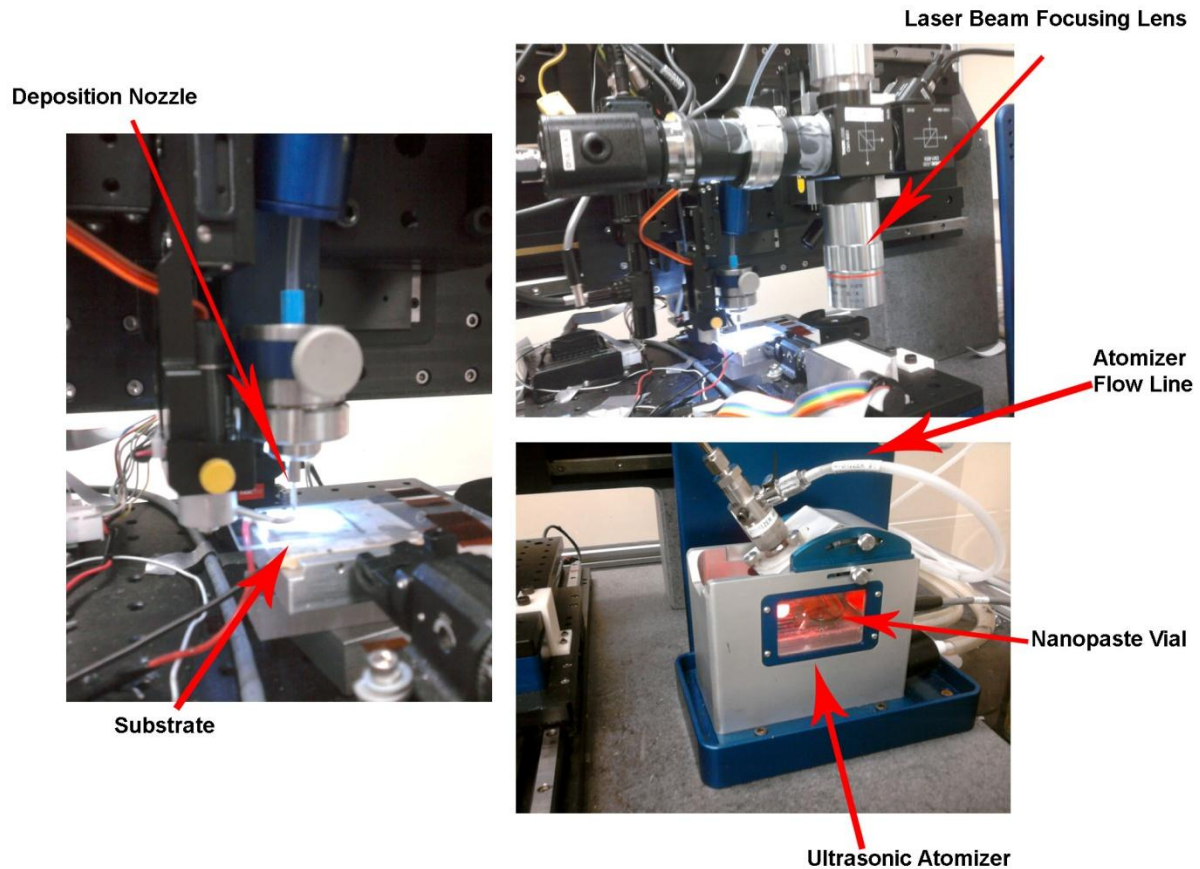 Laser Beam Focusing Lens
Deposition Nozzle
Atomizer
Flow Line
Nanopaste Vial
Substrate
Ultrasonic Atomizer